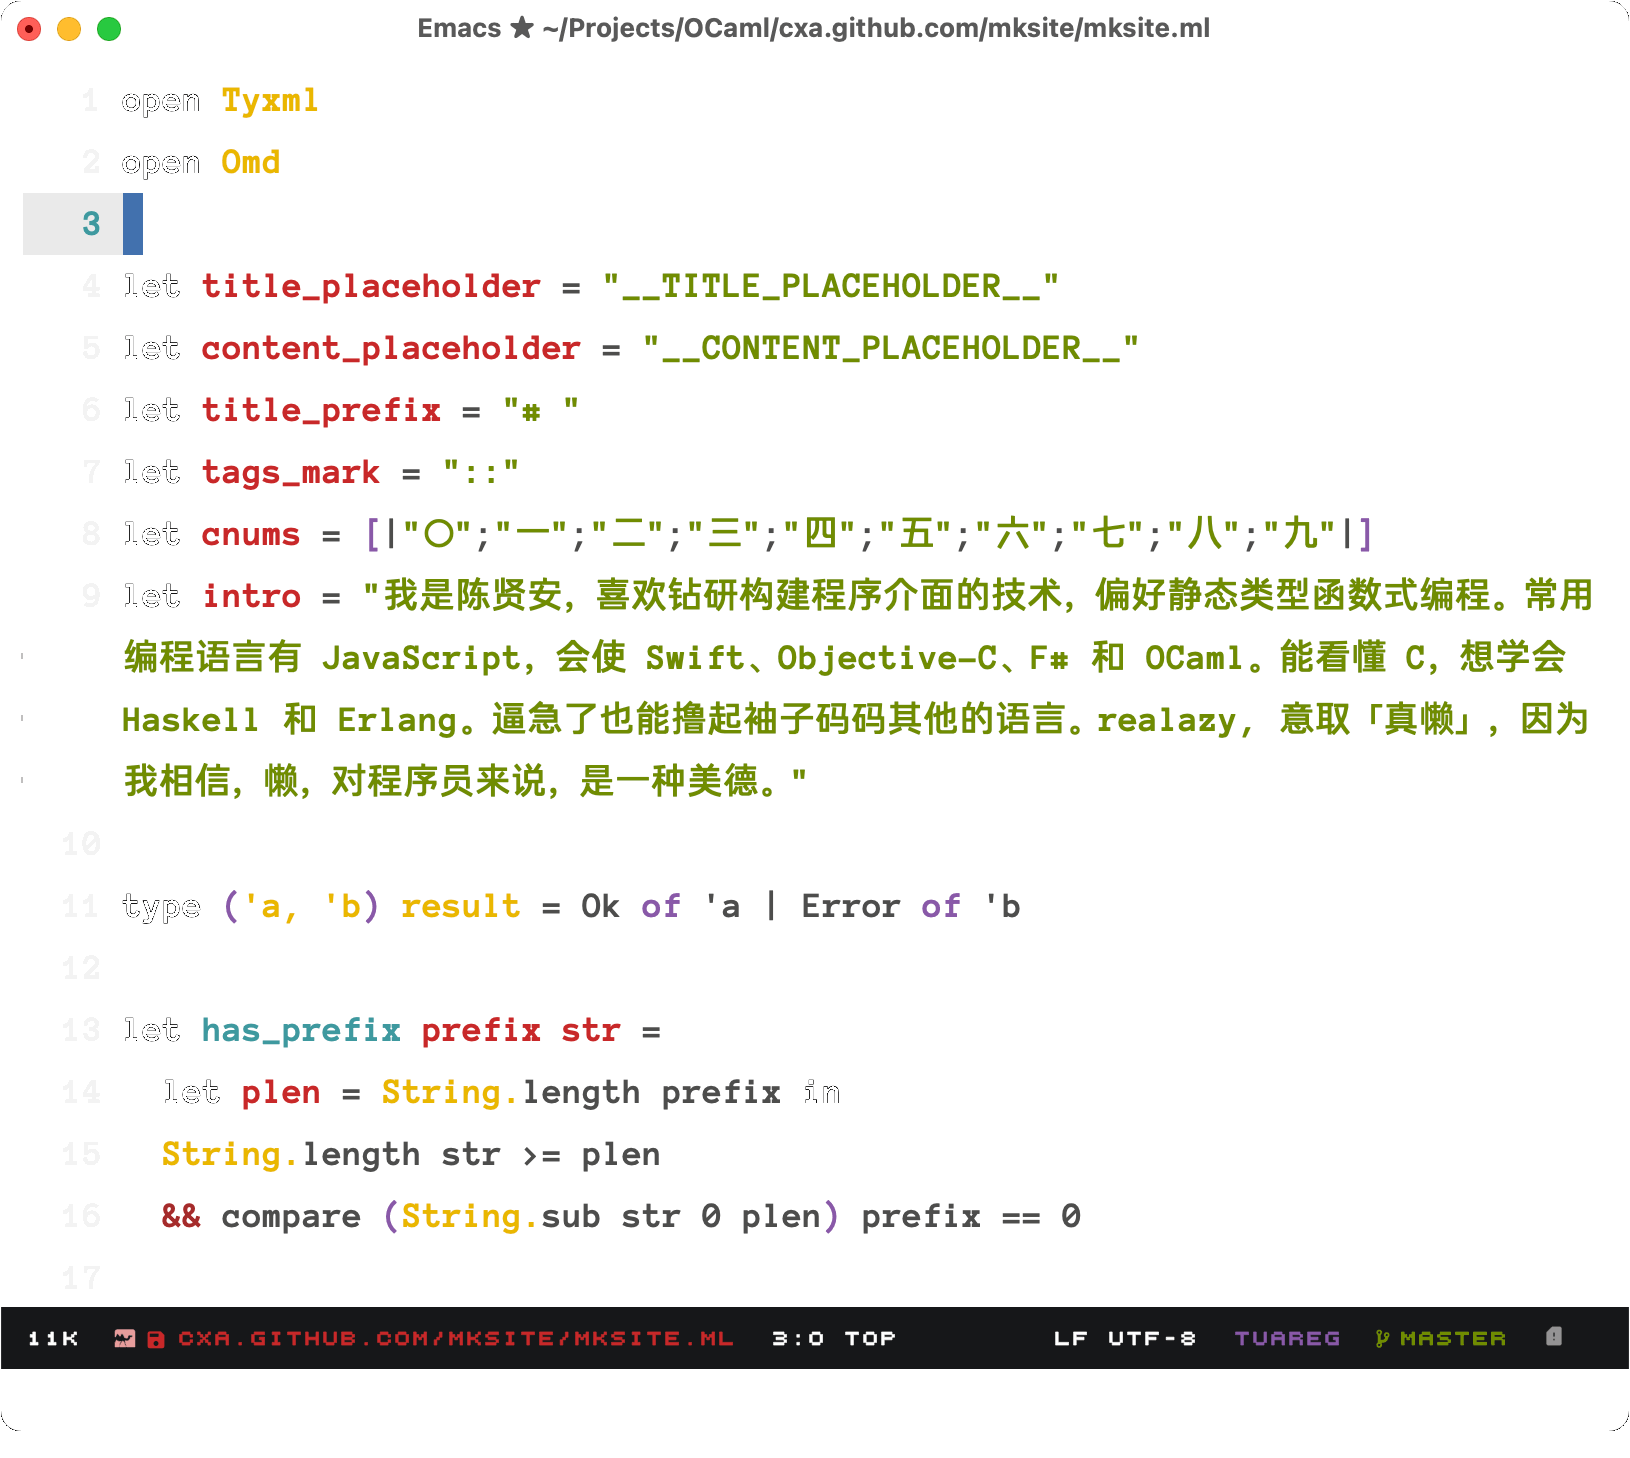 Emacs ★ ~/Projects/OCaml/cxa.github.com/mksite/mksite.ml
1 open Tyxml
2 open Omd
3
4 let title_placeholder = "__TITLE_PLACEHOLDER__"
5 let content_placeholder = "__CONTENT_PLACEHOLDER__"
6 let title_prefix = "# "
7 let tags_mark = "::"
8 let cnums = [|"〇";"一";"二";"三";"四";"五";"六";"七";"八";"九"|]
9 let intro = "我是陈贤安，喜欢钻研构建程序介面的技术，偏好静态类型函数式编程。常用
编程语言有 JavaScript，会使 Swift、Objective-C、F# 和 OCaml。能看懂 C，想学会
Haskell 和 Erlang。逼急了也能撸起袖子码码其他的语言。realazy, 意取「真懒」，因为
我相信，懒，对程序员来说，是一种美德。"
10
11 type ('a, 'b) result = Ok of 'a | Error of 'b
12
13 let has_prefix prefix str =
14   let plen = String.length prefix in
15   String.length str >= plen
16   && compare (String.sub str 0 plen) prefix == 0
17
11K CXA.GITHUB.COM/MKSITE/MKSITE.ML 3:0 TOP LF UTF-8 TUAREG MASTER